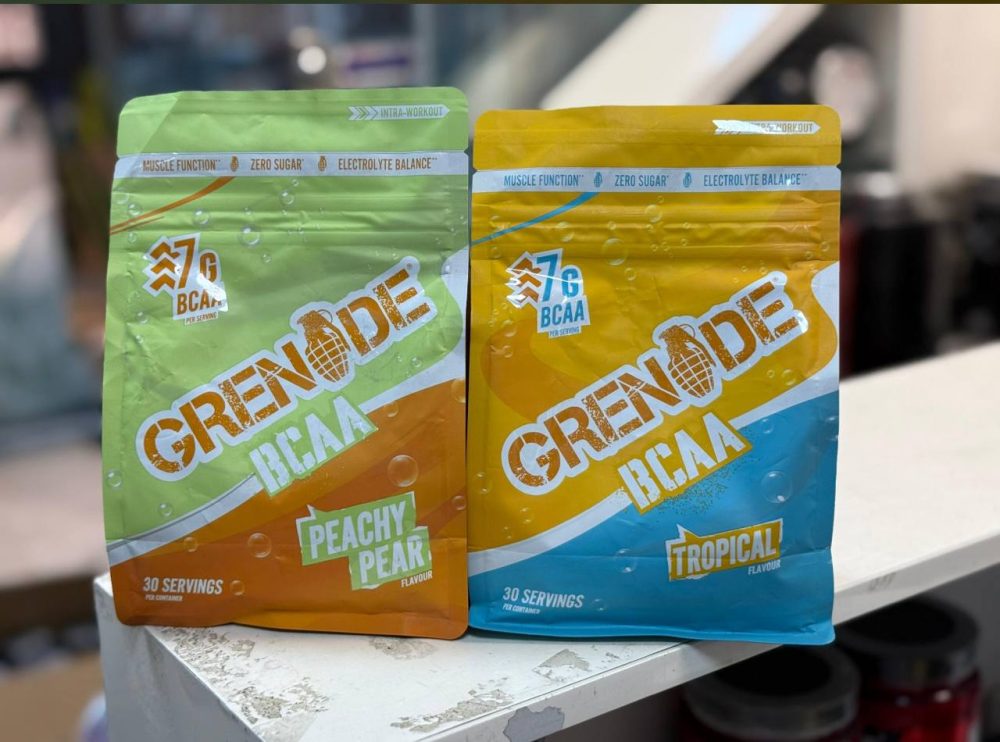 INTRA-WORKOUT
MUSCLE FUNCTION** ZERO SUGAR* ELECTROLYTE BALANCE**
7G
BCAA
PER SERVING
GRENADE®
BCAA
PEACHY
PEAR
FLAVOUR
30 SERVINGS
PER CONTAINER
INTRA-WORKOUT
MUSCLE FUNCTION** ZERO SUGAR* ELECTROLYTE BALANCE**
7G
BCAA
PER SERVING
GRENADE
BCAA
TROPICAL
FLAVOUR
30 SERVINGS
PER CONTAINER